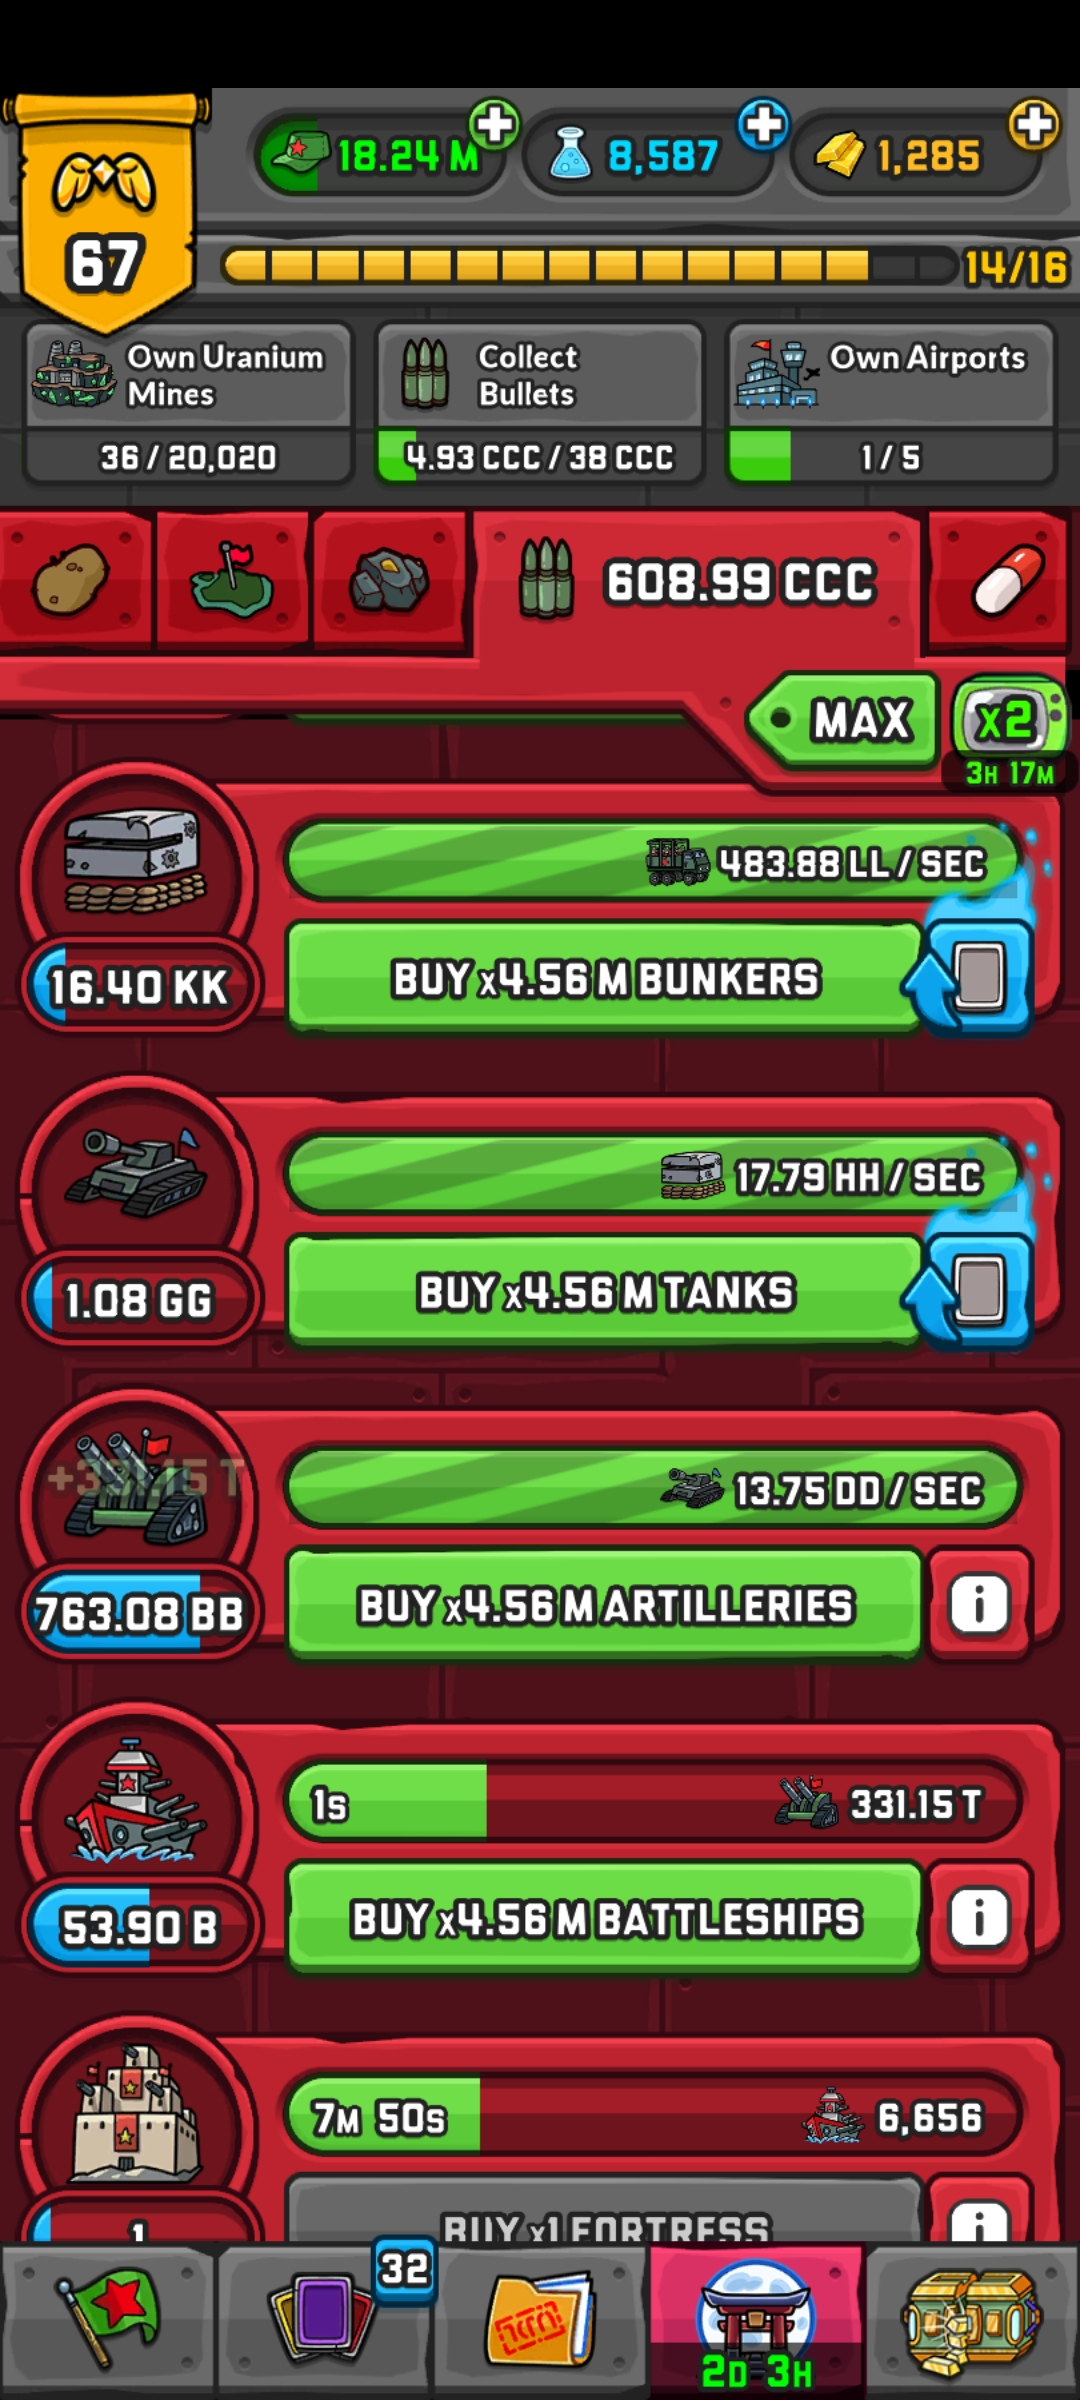 18.24 M
8,587
1,285
67
14/16
Own Uranium
Mines
36 / 20,020
Collect
Bullets
4.93 CCC / 38 CCC
Own Airports
1 / 5
608.99 CCC
MAX
x2
3H 17M
483.88 LL / SEC
16.40 KK
BUY x4.56 M BUNKERS
17.79 HH / SEC
1.08 GG
BUY x4.56 M TANKS
+331.15 T
13.75 DD / SEC
763.08 BB
BUY x4.56 M ARTILLERIES
i
1s
331.15 T
53.90 B
BUY x4.56 M BATTLESHIPS
i
7M 50s
6,656
1
BUY x1 FORTRESS
i
32
2D 3H